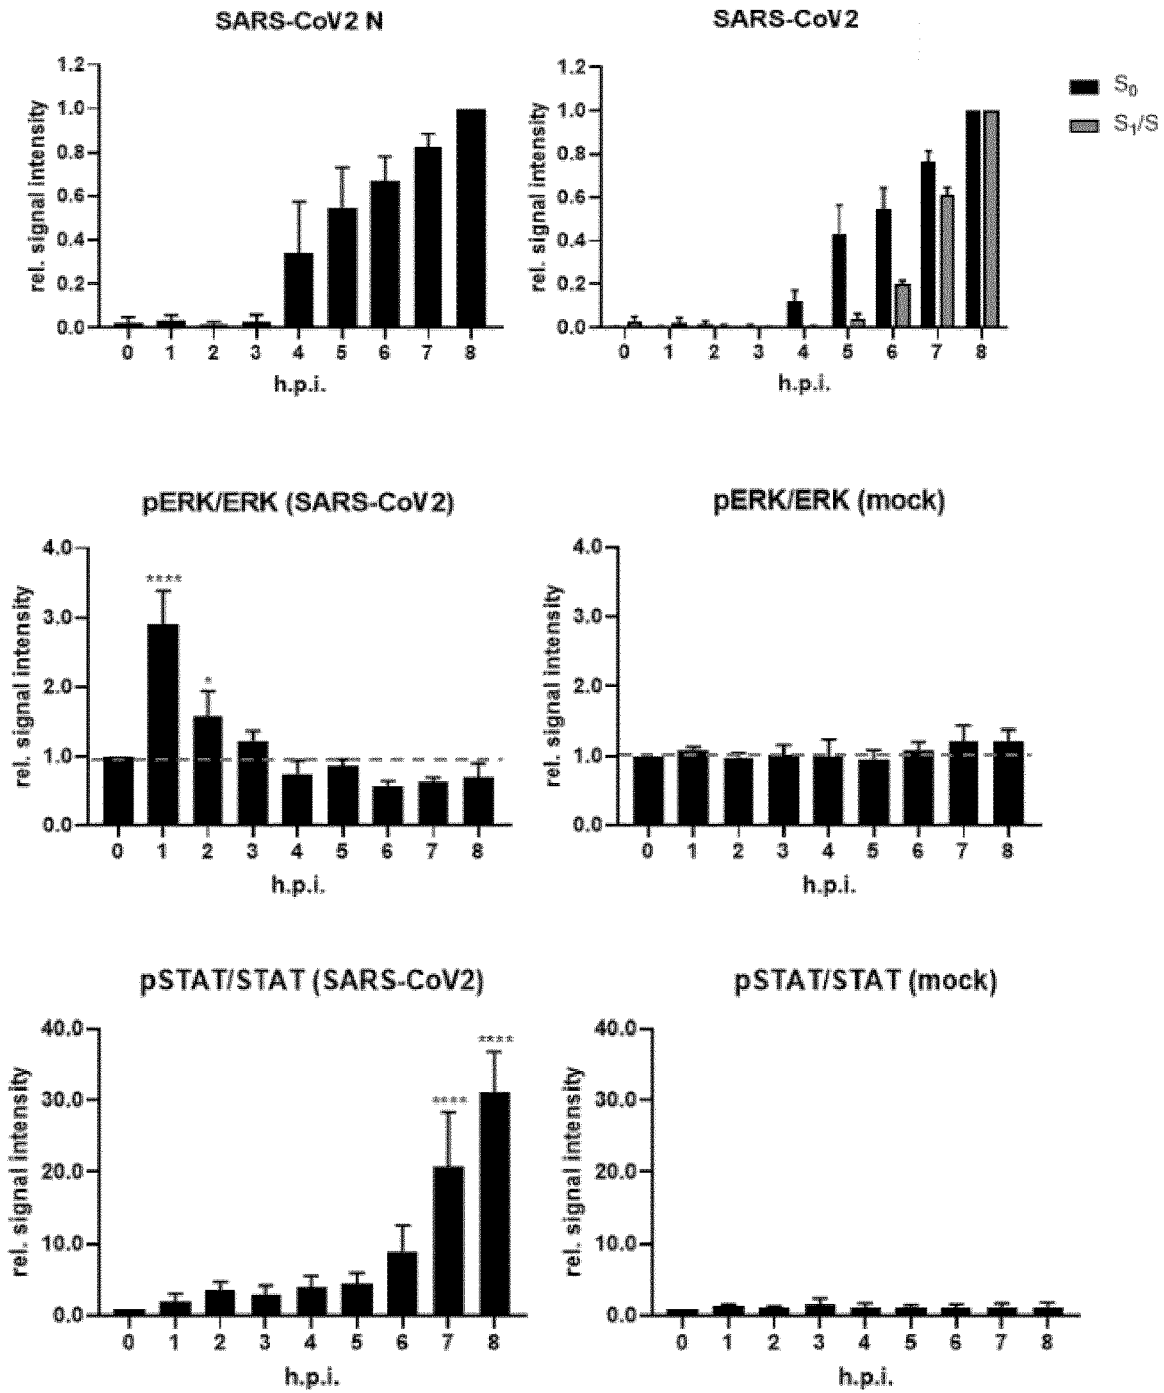 SARS-CoV2 N
rel. signal intensity
1.2
1.0
0.8
0.6
0.4
0.2
0.0
0 1 2 3 4 5 6 7 8
h.p.i.
SARS-CoV2
rel. signal intensity
1.2
1.0
0.8
0.6
0.4
0.2
0.0
0 1 2 3 4 5 6 7 8
h.p.i.
S0
S1/S
pERK/ERK (SARS-CoV2)
rel. signal intensity
4.0
3.0
2.0
1.0
0.0
****
*
0 1 2 3 4 5 6 7 8
h.p.i.
pERK/ERK (mock)
rel. signal intensity
4.0
3.0
2.0
1.0
0.0
0 1 2 3 4 5 6 7 8
h.p.i.
pSTAT/STAT (SARS-CoV2)
rel. signal intensity
40.0
30.0
20.0
10.0
0.0
****
****
0 1 2 3 4 5 6 7 8
h.p.i.
pSTAT/STAT (mock)
rel. signal intensity
40.0
30.0
20.0
10.0
0.0
0 1 2 3 4 5 6 7 8
h.p.i.